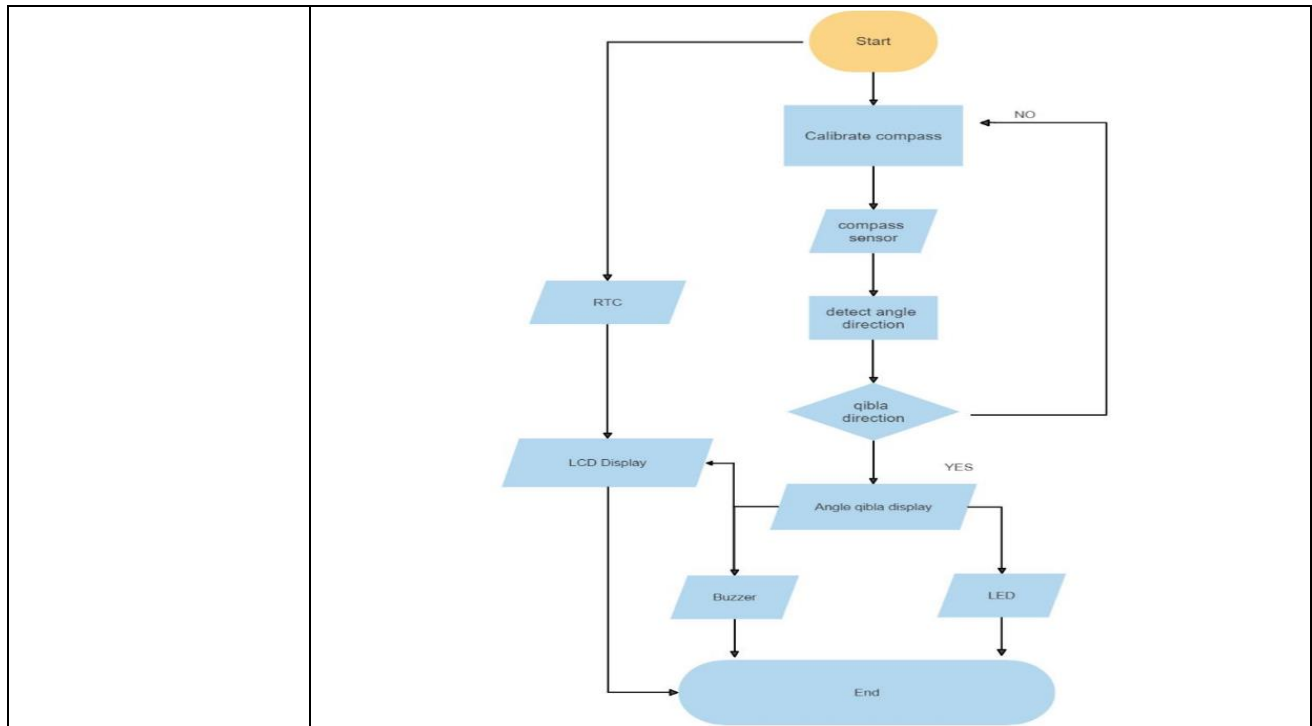 Start
NO
Calibrate compass
compass
sensor
RTC
detect angle
direction
qibla
direction
LCD Display
YES
Angle qibla display
Buzzer
LED
End